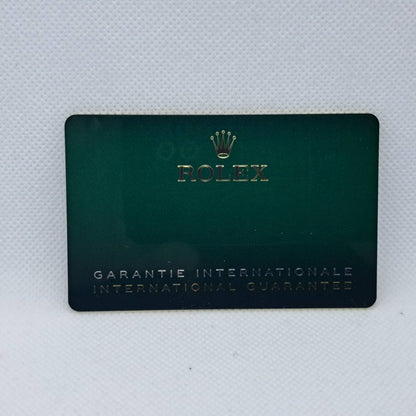 ROLEX
GARANTIE INTERNATIONALE
INTERNATIONAL GUARANTEE